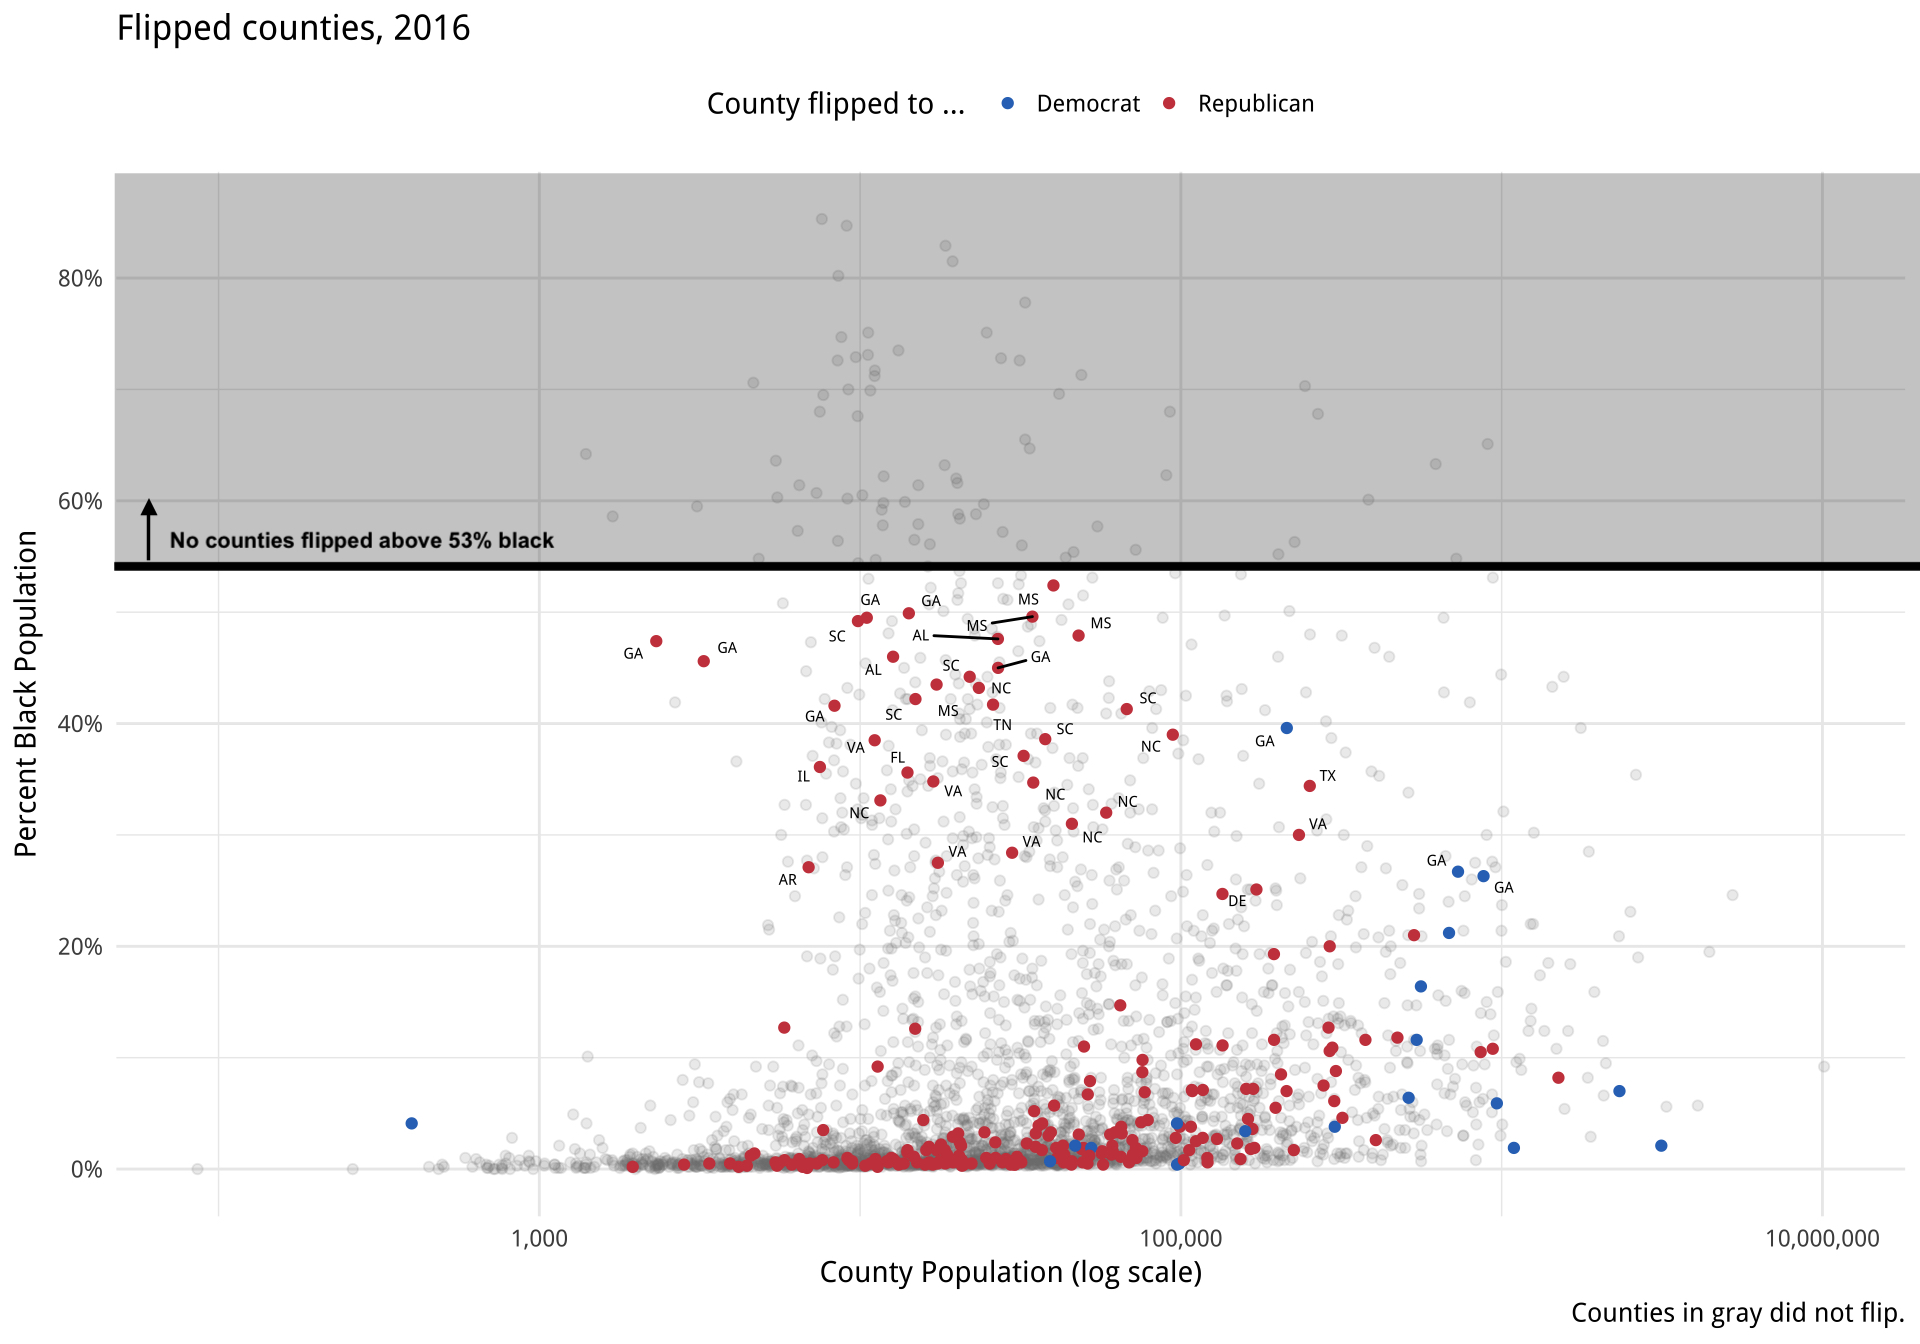 Flipped counties, 2016
County flipped to ... Democrat Republican
Percent Black Population
80%
60%
40%
20%
0%
No counties flipped above 53% black
GA
GA
MS
MS
MS
SC
AL
GA
GA
GA
AL
SC
NC
SC
GA
SC
MS
TN
SC
NC
GA
VA
FL
SC
IL
TX
VA
NC
NC
NC
VA
NC
VA
VA
GA
AR
GA
DE
1,000
100,000
10,000,000
County Population (log scale)
Counties in gray did not flip.